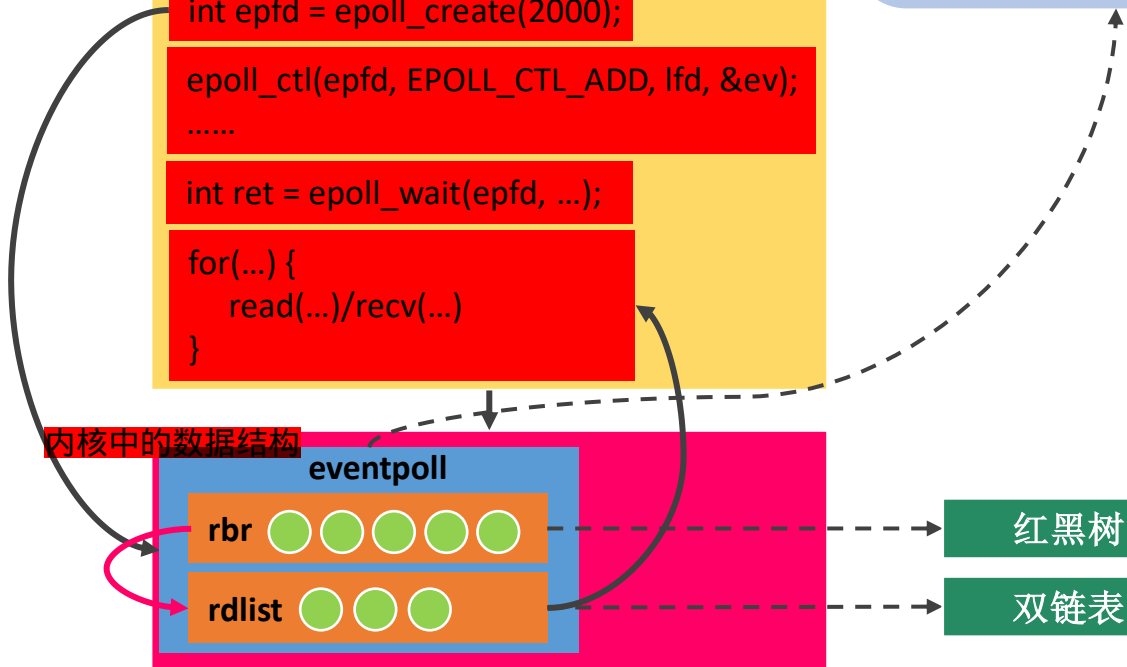 int epfd = epoll_create(2000);
epoll_ctl(epfd, EPOLL_CTL_ADD, lfd, &ev);
……
int ret = epoll_wait(epfd, …);
for(…) {
read(…)/recv(…)
}
内核中的数据结构
eventpoll
rbr
红黑树
rdlist
双链表